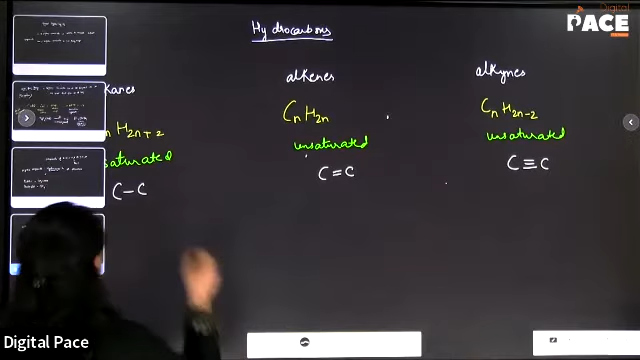 Hydrocarbons
Digital
PACE
kanes
alkenes
alkynes
n H2n+2
CnH2n
CnH2n-2
saturated
unsaturated
unsaturated
C-C
C=C
C≡C
Digital Pace